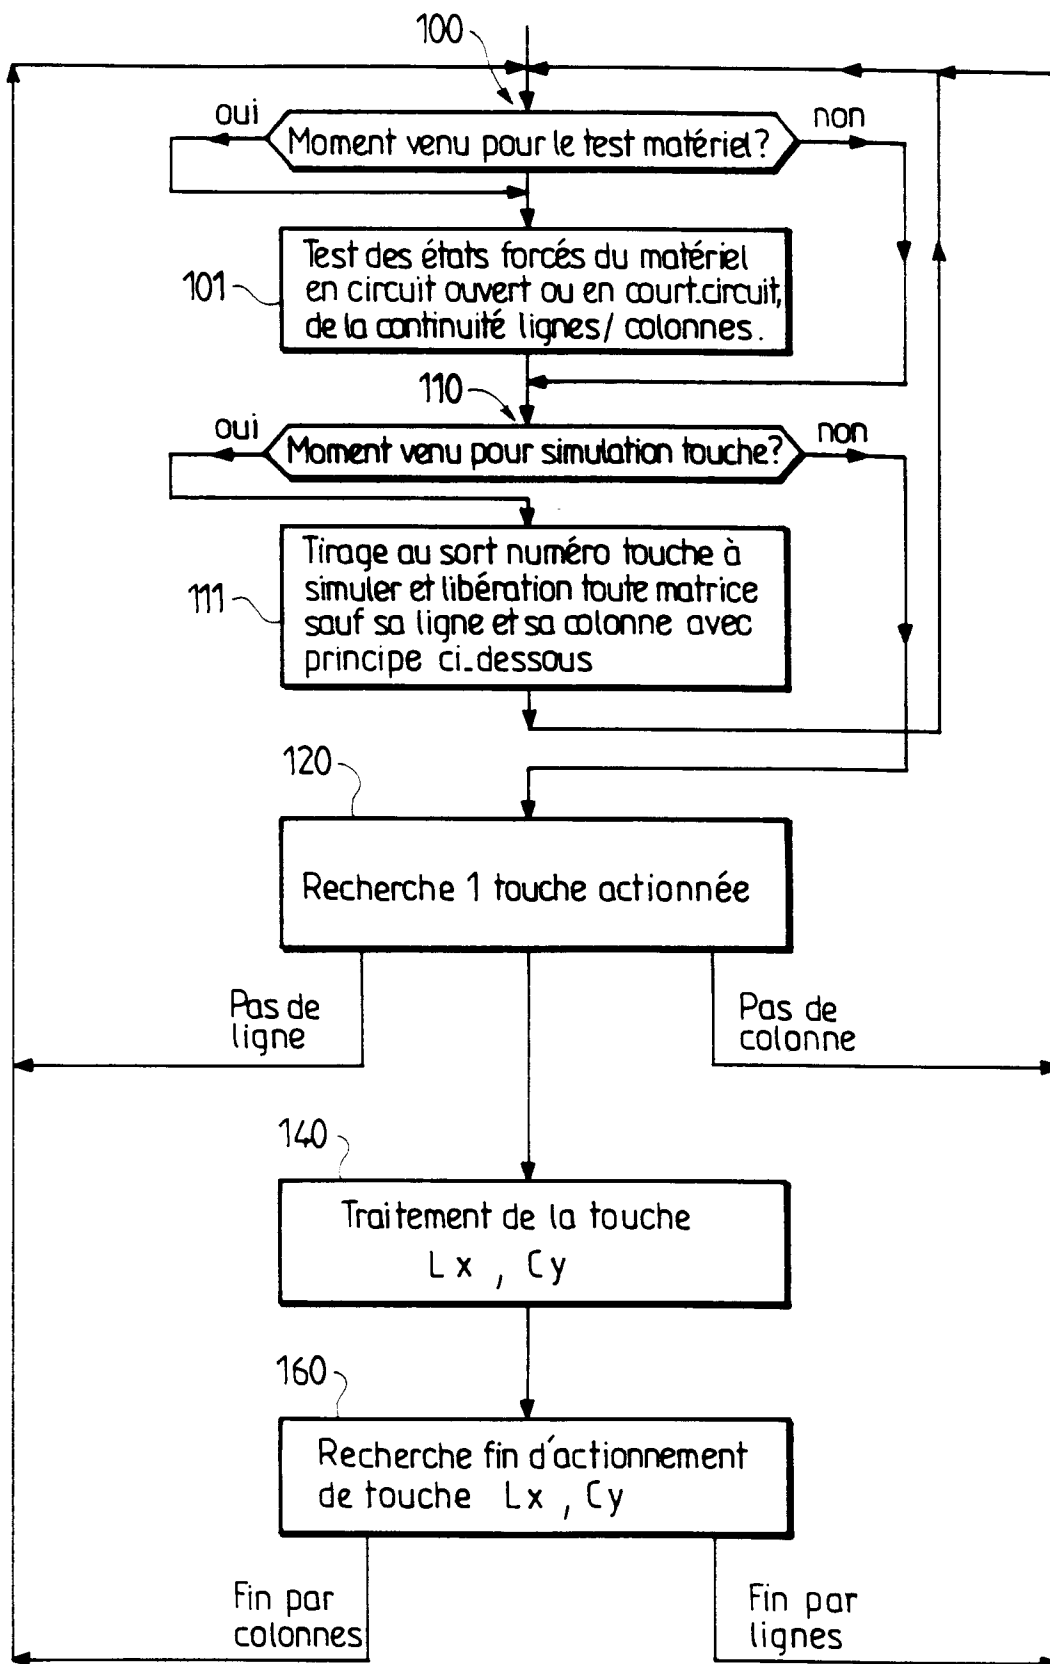 100
oui
Moment venu pour le test matériel?
non
Test des états forcés du matériel
en circuit ouvert ou en court.circuit,
de la continuité lignes/ colonnes.
101
110
oui
Moment venu pour simulation touche?
non
Tirage au sort numéro touche à
simuler et libération toute matrice
sauf sa ligne et sa colonne avec
principe ci-dessous
111
120
Recherche 1 touche actionnée
Pas de
ligne
Pas de
colonne
140
Traitement de la touche
Lx , Cy
160
Recherche fin d'actionnement
de touche Lx , Cy
Fin par
colonnes
Fin par
lignes